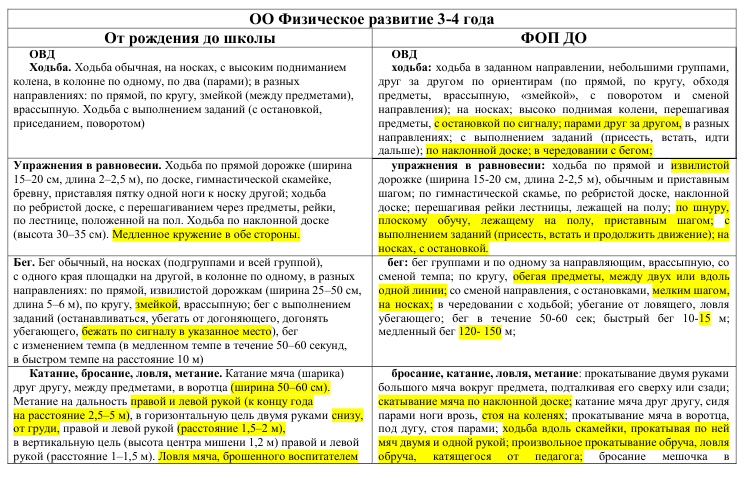 ОО Физическое развитие 3-4 года
От рождения до школы
ФОП ДО
ОВД
Ходьба. Ходьба обычная, на носках, с высоким подниманием
колена, в колонне по одному, по два (парами); в разных
направлениях: по прямой, по кругу, змейкой (между предметами),
врассыпную. Ходьба с выполнением заданий (с остановкой,
приседанием, поворотом)
ОВД
ходьба: ходьба в заданном направлении, небольшими группами,
друг за другом по ориентирам (по прямой, по кругу, обходя
предметы, врассыпную, «змейкой», с поворотом и сменой
направления); на носках; высоко поднимая колени, перешагивая
предметы, с остановкой по сигналу; парами друг за другом, в разных
направлениях; с выполнением заданий (присесть, встать, идти
дальше); по наклонной доске; в чередовании с бегом;
Упражнения в равновесии. Ходьба по прямой дорожке (ширина
15–20 см, длина 2–2,5 м), по доске, гимнастической скамейке,
бревну, приставляя пятку одной ноги к носку другой; ходьба
по ребристой доске, с перешагиванием через предметы, рейки,
по лестнице, положенной на пол. Ходьба по наклонной доске
(высота 30–35 см). Медленное кружение в обе стороны.
упражнения в равновесии: ходьба по прямой и извилистой
дорожке (ширина 15-20 см, длина 2-2,5 м), обычным и приставным
шагом; по гимнастической скамье, по ребристой доске, наклонной
доске; перешагивая рейки лестницы, лежащей на полу; по шнуру,
плоскому обучу, лежащему на полу, приставным шагом; с
выполнением заданий (присесть, встать и продолжить движение); на
носках, с остановкой.
Бег. Бег обычный, на носках (подгруппами и всей группой),
с одного края площадки на другой, в колонне по одному, в разных
направлениях: по прямой, извилистой дорожкам (ширина 25–50 см,
длина 5–6 м), по кругу, змейкой, врассыпную; бег с выполнением
заданий (останавливаться, убегать от догоняющего, догонять
убегающего, бежать по сигналу в указанное место), бег
с изменением темпа (в медленном темпе в течение 50–60 секунд,
в быстром темпе на расстояние 10 м)
бег: бег группами и по одному за направляющим, врассыпную, со
сменой темпа; по кругу, обегая предметы, между двух или вдоль
одной линии; со сменой направления, с остановками, мелким шагом,
на носках; в чередовании с ходьбой; убегание от ловящего, ловля
убегающего; бег в течение 50-60 сек; быстрый бег 10-15 м;
медленный бег 120- 150 м;
Катание, бросание, ловля, метание. Катание мяча (шарика)
друг другу, между предметами, в воротца (ширина 50–60 см).
Метание на дальность правой и левой рукой (к концу года
на расстояние 2,5–5 м), в горизонтальную цель двумя руками снизу,
от груди, правой и левой рукой (расстояние 1,5–2 м),
в вертикальную цель (высота центра мишени 1,2 м) правой и левой
рукой (расстояние 1–1,5 м). Ловля мяча, брошенного воспитателем
бросание, катание, ловля, метание: прокатывание двумя руками
большого мяча вокруг предмета, подталкивая его сверху или сзади;
скатывание мяча по наклонной доске; катание мяча друг другу, сидя
парами ноги врозь, стоя на коленях; прокатывание мяча в воротца,
под дугу, стоя парами; ходьба вдоль скамейки, прокатывая по ней
мяч двумя и одной рукой; произвольное прокатывание обруча, ловля
обруча, катящегося от педагога; бросание мешочка в